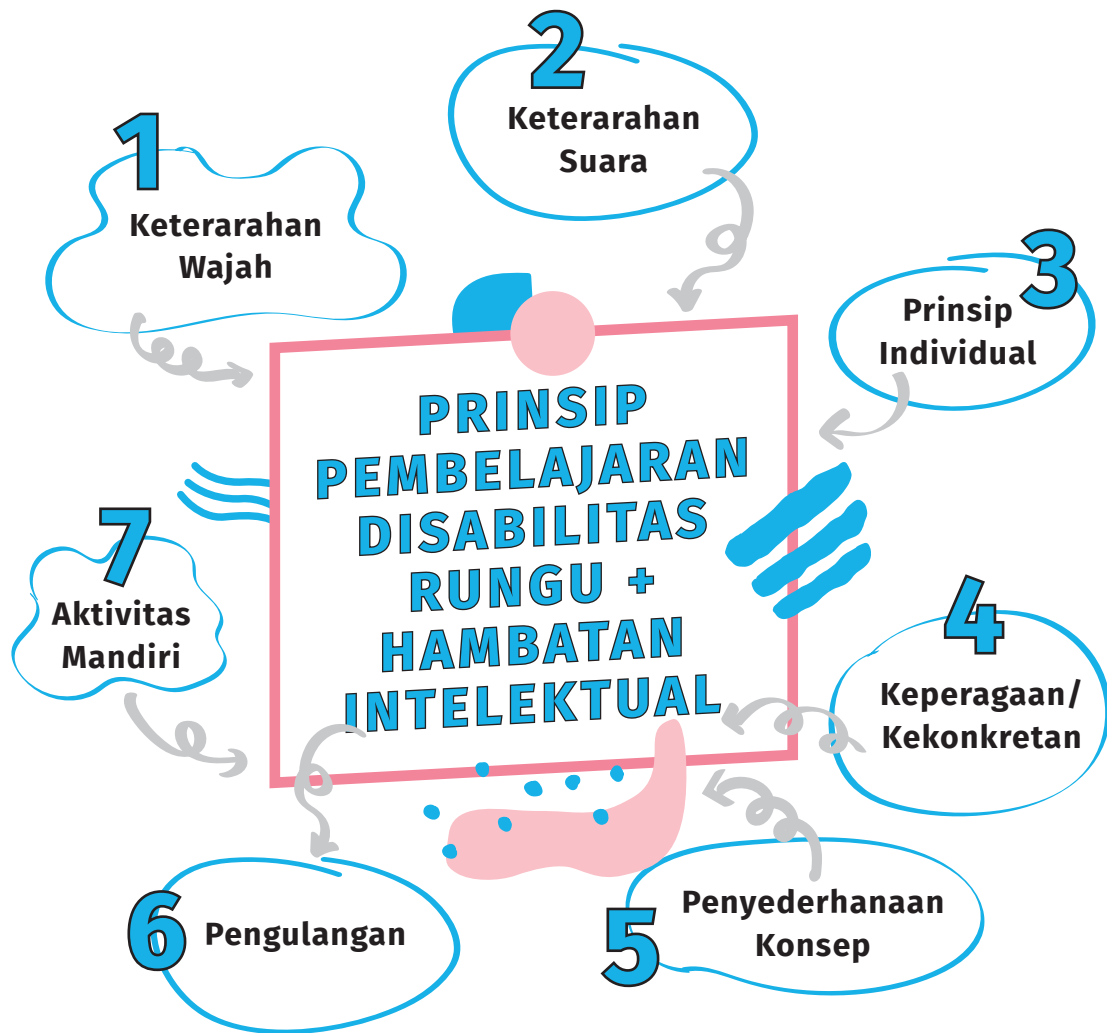 1
Keterarahan
Wajah
2
Keterarahan
Suara
3
Prinsip
Individual
PRINSIP
PEMBELAJARAN
DISABILITAS
RUNGU +
HAMBATAN
INTELEKTUAL
4
Keperagaan/
Kekonkretan
5
Penyederhanaan
Konsep
6
Pengulangan
7
Aktivitas
Mandiri